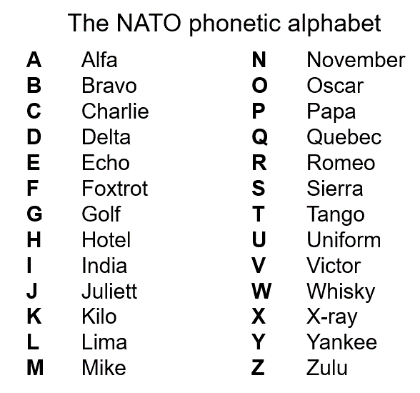 The NATO phonetic alphabet
A Alfa N November
B Bravo O Oscar
C Charlie P Papa
D Delta Q Quebec
E Echo R Romeo
F Foxtrot S Sierra
G Golf T Tango
H Hotel U Uniform
I India V Victor
J Juliett W Whisky
K Kilo X X-ray
L Lima Y Yankee
M Mike Z Zulu